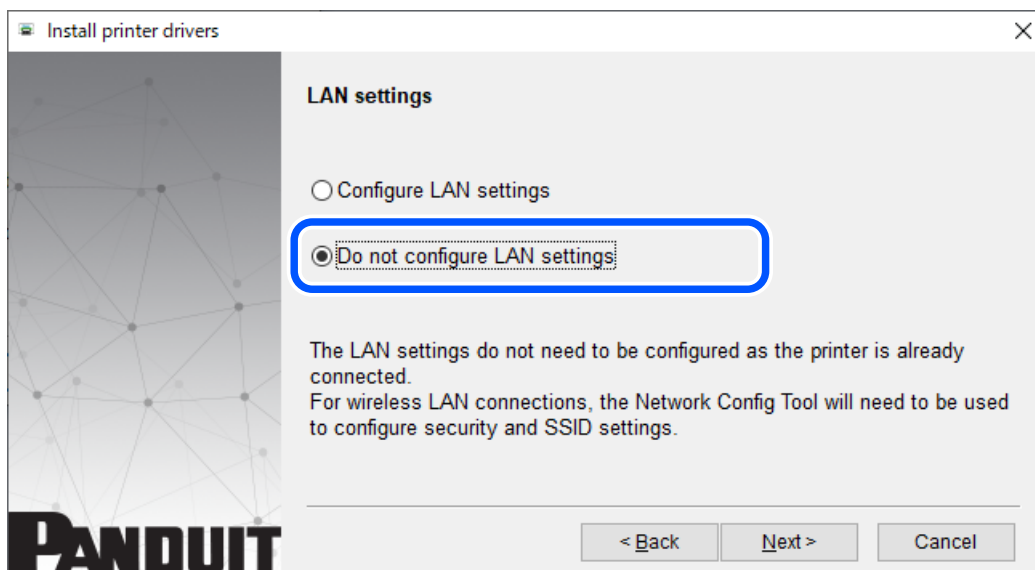 Install printer drivers
LAN settings
Configure LAN settings
Do not configure LAN settings
The LAN settings do not need to be configured as the printer is already
connected.
For wireless LAN connections, the Network Config Tool will need to be used
to configure security and SSID settings.
PANDUIT
< Back Next > Cancel